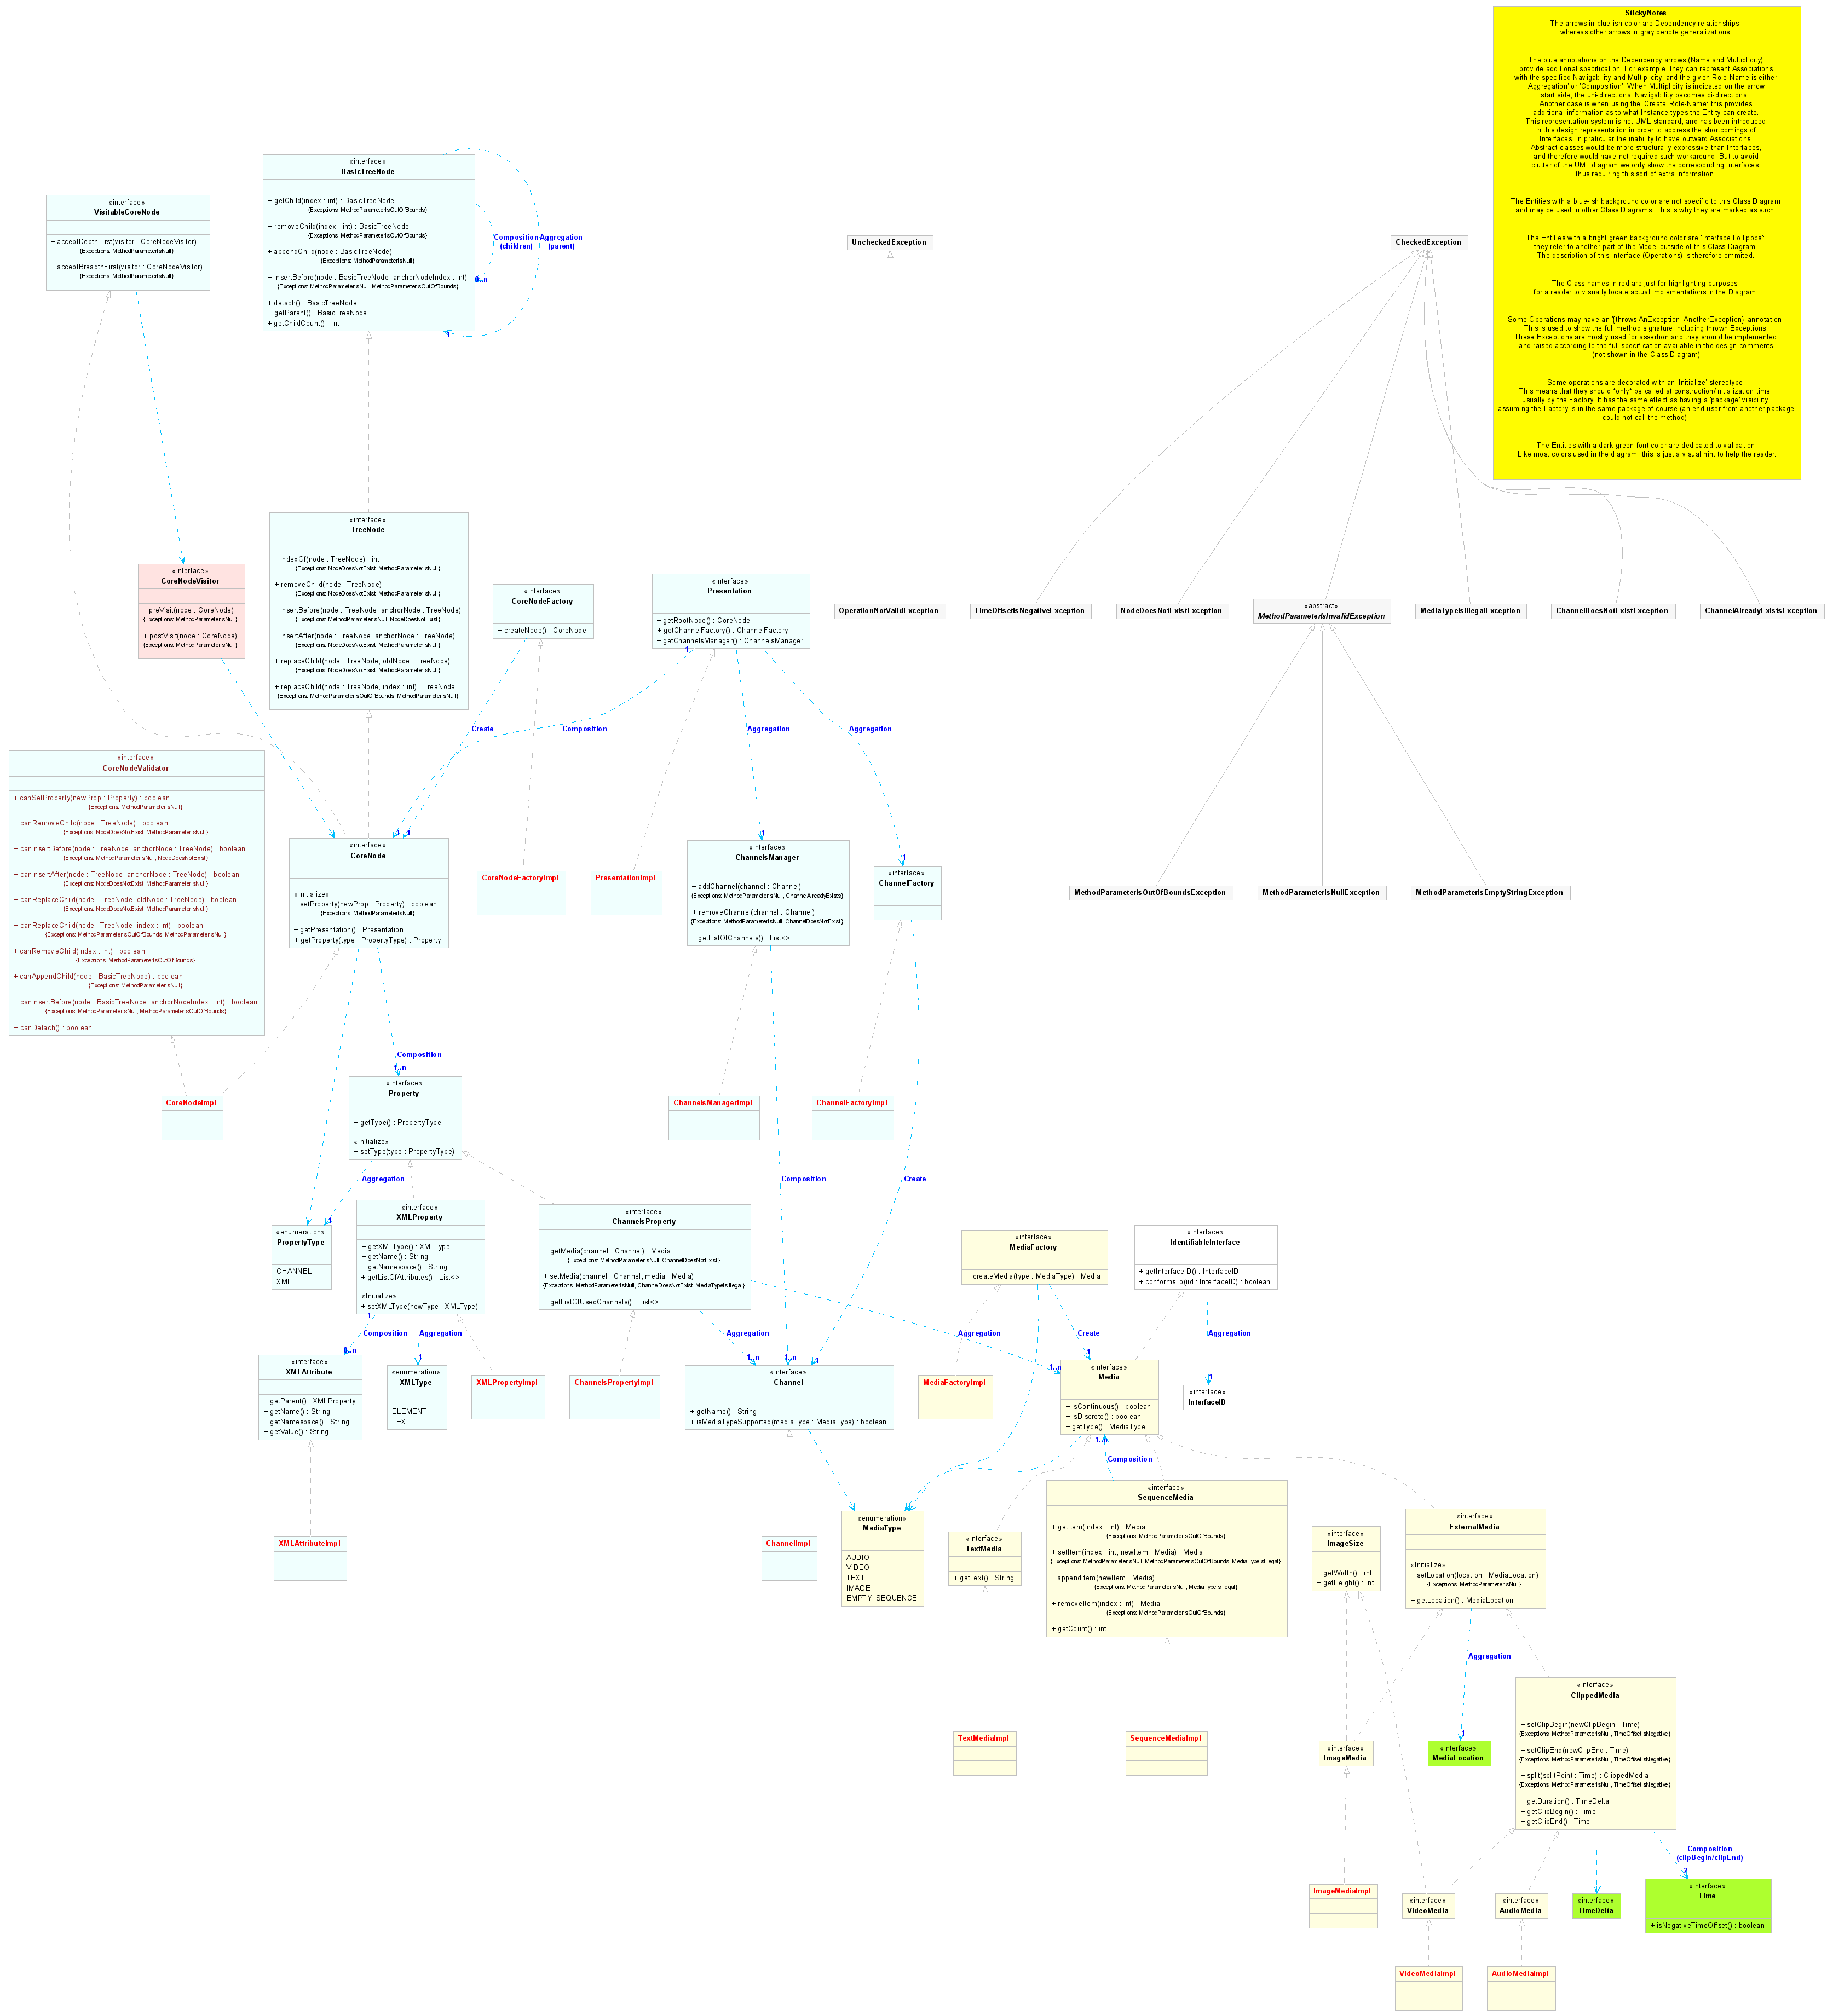 StickyNotes
The arrows in blue-ish color are Dependency relationships,
whereas other arrows in gray denote generalizations.
The blue annotations on the Dependency arrows (Name and Multiplicity)
provide additional specification. For example, they can represent Associations
with the specified Navigability and Multiplicity, and the given Role-Name is either
'Aggregation' or 'Composition'. When Multiplicity is indicated on the arrow
start side, the uni-directional Navigability becomes bi-directional.
Another case is when using the 'Create' Role-Name: this provides
additional information as to what Instance types the Entity can create.
This representation system is not UML-standard, and has been introduced
in this design representation in order to address the shortcomings of
Interfaces, in praticular the inability to have outward Associations.
Abstract classes would be more structurally expressive than Interfaces,
and therefore would have not required such workaround. But to avoid
clutter of the UML diagram we only show the corresponding Interfaces,
thus requiring this sort of extra information.
The Entities with a blue-ish background color are not specific to this Class Diagram
and may be used in other Class Diagrams. This is why they are marked as such.
The Entities with a bright green background color are 'Interface Lollipops':
they refer to another part of the Model outside of this Class Diagram.
The description of this Interface (Operations) is therefore ommited.
The Class names in red are just for highlighting purposes,
for a reader to visually locate actual implementations in the Diagram.
Some Operations may have an '{throws AnException, AnotherException}' annotation.
This is used to show the full method signature including thrown Exceptions.
These Exceptions are mostly used for assertion and they should be implemented
and raised according to the full specification available in the design comments
(not shown in the Class Diagram)
Some operations are decorated with an 'Initialize' stereotype.
This means that they should *only* be called at construction/initialization time,
usually by the Factory. It has the same effect as having a 'package' visibility,
assuming the Factory is in the same package of course (an end-user from another package
could not call the method).
The Entities with a dark-green font color are dedicated to validation.
Like most colors used in the diagram, this is just a visual hint to help the reader.
«interface»
BasicTreeNode
+ getChild(index : int) : BasicTreeNode
{Exceptions: MethodParameterIsOutOfBounds}
+ removeChild(index : int) : BasicTreeNode
{Exceptions: MethodParameterIsOutOfBounds}
+ appendChild(node : BasicTreeNode)
{Exceptions: MethodParameterIsNull}
+ insertBefore(node : BasicTreeNode, anchorNodeIndex : int)
{Exceptions: MethodParameterIsNull, MethodParameterIsOutOfBounds}
+ detach() : BasicTreeNode
+ getParent() : BasicTreeNode
+ getChildCount() : int
Composition
(children)
0..n
Aggregation
(parent)
1
«interface»
VisitableCoreNode
+ acceptDepthFirst(visitor : CoreNodeVisitor)
{Exceptions: MethodParameterIsNull}
+ acceptBreadthFirst(visitor : CoreNodeVisitor)
{Exceptions: MethodParameterIsNull}
UncheckedException
CheckedException
«interface»
TreeNode
+ indexOf(node : TreeNode) : int
{Exceptions: NodeDoesNotExist, MethodParameterIsNull}
+ removeChild(node : TreeNode)
{Exceptions: NodeDoesNotExist, MethodParameterIsNull}
+ insertBefore(node : TreeNode, anchorNode : TreeNode)
{Exceptions: MethodParameterIsNull, NodeDoesNotExist}
+ insertAfter(node : TreeNode, anchorNode : TreeNode)
{Exceptions: NodeDoesNotExist, MethodParameterIsNull}
+ replaceChild(node : TreeNode, oldNode : TreeNode)
{Exceptions: NodeDoesNotExist, MethodParameterIsNull}
+ replaceChild(node : TreeNode, index : int) : TreeNode
{Exceptions: MethodParameterIsOutOfBounds, MethodParameterIsNull}
«interface»
CoreNodeVisitor
+ preVisit(node : CoreNode)
{Exceptions: MethodParameterIsNull}
+ postVisit(node : CoreNode)
{Exceptions: MethodParameterIsNull}
«interface»
CoreNodeFactory
+ createNode() : CoreNode
«interface»
Presentation
+ getRootNode() : CoreNode
+ getChannelFactory() : ChannelFactory
+ getChannelsManager() : ChannelsManager
1
OperationNotValidException
TimeOffsetIsNegativeException
NodeDoesNotExistException
«abstract»
MethodParameterIsInvalidException
MediaTypeIsIllegalException
ChannelDoesNotExistException
ChannelAlreadyExistsException
Create
Composition
Aggregation
Aggregation
«interface»
CoreNodeValidator
+ canSetProperty(newProp : Property) : boolean
{Exceptions: MethodParameterIsNull}
+ canRemoveChild(node : TreeNode) : boolean
{Exceptions: NodeDoesNotExist, MethodParameterIsNull}
+ canInsertBefore(node : TreeNode, anchorNode : TreeNode) : boolean
{Exceptions: MethodParameterIsNull, NodeDoesNotExist}
+ canInsertAfter(node : TreeNode, anchorNode : TreeNode) : boolean
{Exceptions: NodeDoesNotExist, MethodParameterIsNull}
+ canReplaceChild(node : TreeNode, oldNode : TreeNode) : boolean
{Exceptions: NodeDoesNotExist, MethodParameterIsNull}
+ canReplaceChild(node : TreeNode, index : int) : boolean
{Exceptions: MethodParameterIsOutOfBounds, MethodParameterIsNull}
+ canRemoveChild(index : int) : boolean
{Exceptions: MethodParameterIsOutOfBounds}
+ canAppendChild(node : BasicTreeNode) : boolean
{Exceptions: MethodParameterIsNull}
+ canInsertBefore(node : BasicTreeNode, anchorNodeIndex : int) : boolean
{Exceptions: MethodParameterIsNull, MethodParameterIsOutOfBounds}
+ canDetach() : boolean
1
1
«interface»
CoreNode
«Initialize»
+ setProperty(newProp : Property) : boolean
{Exceptions: MethodParameterIsNull}
+ getPresentation() : Presentation
+ getProperty(type : PropertyType) : Property
CoreNodeFactoryImpl
PresentationImpl
1
«interface»
ChannelsManager
+ addChannel(channel : Channel)
{Exceptions: MethodParameterIsNull, ChannelAlreadyExists}
+ removeChannel(channel : Channel)
{Exceptions: MethodParameterIsNull, ChannelDoesNotExist}
+ getListOfChannels() : List<>
1
«interface»
ChannelFactory
MethodParameterIsOutOfBoundsException
MethodParameterIsNullException
MethodParameterIsEmptyStringException
Composition
1..n
CoreNodeImpl
«interface»
Property
+ getType() : PropertyType
«Initialize»
+ setType(type : PropertyType)
ChannelsManagerImpl
ChannelFactoryImpl
Aggregation
1
Composition
Create
«enumeration»
PropertyType
CHANNEL
XML
«interface»
XMLProperty
+ getXMLType() : XMLType
+ getName() : String
+ getNamespace() : String
+ getListOfAttributes() : List<>
«Initialize»
+ setXMLType(newType : XMLType)
«interface»
ChannelsProperty
+ getMedia(channel : Channel) : Media
{Exceptions: MethodParameterIsNull, ChannelDoesNotExist}
+ setMedia(channel : Channel, media : Media)
{Exceptions: MethodParameterIsNull, ChannelDoesNotExist, MediaTypeIsIllegal}
+ getListOfUsedChannels() : List<>
«interface»
MediaFactory
+ createMedia(type : MediaType) : Media
«interface»
IdentifiableInterface
+ getInterfaceID() : InterfaceID
+ conformsTo(iid : InterfaceID) : boolean
1
Composition
0..n
Aggregation
1
Aggregation
1..n
1..n
1
Aggregation
1..n
Create
1
Aggregation
1
«interface»
XMLAttribute
+ getParent() : XMLProperty
+ getName() : String
+ getNamespace() : String
+ getValue() : String
«enumeration»
XMLType
ELEMENT
TEXT
XMLPropertyImpl
ChannelsPropertyImpl
«interface»
Channel
+ getName() : String
+ isMediaTypeSupported(mediaType : MediaType) : boolean
MediaFactoryImpl
«interface»
Media
+ isContinuous() : boolean
+ isDiscrete() : boolean
+ getType() : MediaType
«interface»
InterfaceID
1..n
Composition
XMLAttributeImpl
ChannelImpl
«enumeration»
MediaType
AUDIO
VIDEO
TEXT
IMAGE
EMPTY_SEQUENCE
«interface»
TextMedia
+ getText() : String
«interface»
SequenceMedia
+ getItem(index : int) : Media
{Exceptions: MethodParameterIsOutOfBounds}
+ setItem(index : int, newItem : Media) : Media
{Exceptions: MethodParameterIsNull, MethodParameterIsOutOfBounds, MediaTypeIsIllegal}
+ appendItem(newItem : Media)
{Exceptions: MethodParameterIsNull, MediaTypeIsIllegal}
+ removeItem(index : int) : Media
{Exceptions: MethodParameterIsOutOfBounds}
+ getCount() : int
«interface»
ImageSize
+ getWidth() : int
+ getHeight() : int
«interface»
ExternalMedia
«Initialize»
+ setLocation(location : MediaLocation)
{Exceptions: MethodParameterIsNull}
+ getLocation() : MediaLocation
Aggregation
1
TextMediaImpl
SequenceMediaImpl
«interface»
ImageMedia
«interface»
MediaLocation
«interface»
ClippedMedia
+ setClipBegin(newClipBegin : Time)
{Exceptions: MethodParameterIsNull, TimeOffsetIsNegative}
+ setClipEnd(newClipEnd : Time)
{Exceptions: MethodParameterIsNull, TimeOffsetIsNegative}
+ split(splitPoint : Time) : ClippedMedia
{Exceptions: MethodParameterIsNull, TimeOffsetIsNegative}
+ getDuration() : TimeDelta
+ getClipBegin() : Time
+ getClipEnd() : Time
Composition
(clipBegin/clipEnd)
2
ImageMediaImpl
«interface»
VideoMedia
«interface»
AudioMedia
«interface»
TimeDelta
«interface»
Time
+ isNegativeTimeOffset() : boolean
VideoMediaImpl
AudioMediaImpl